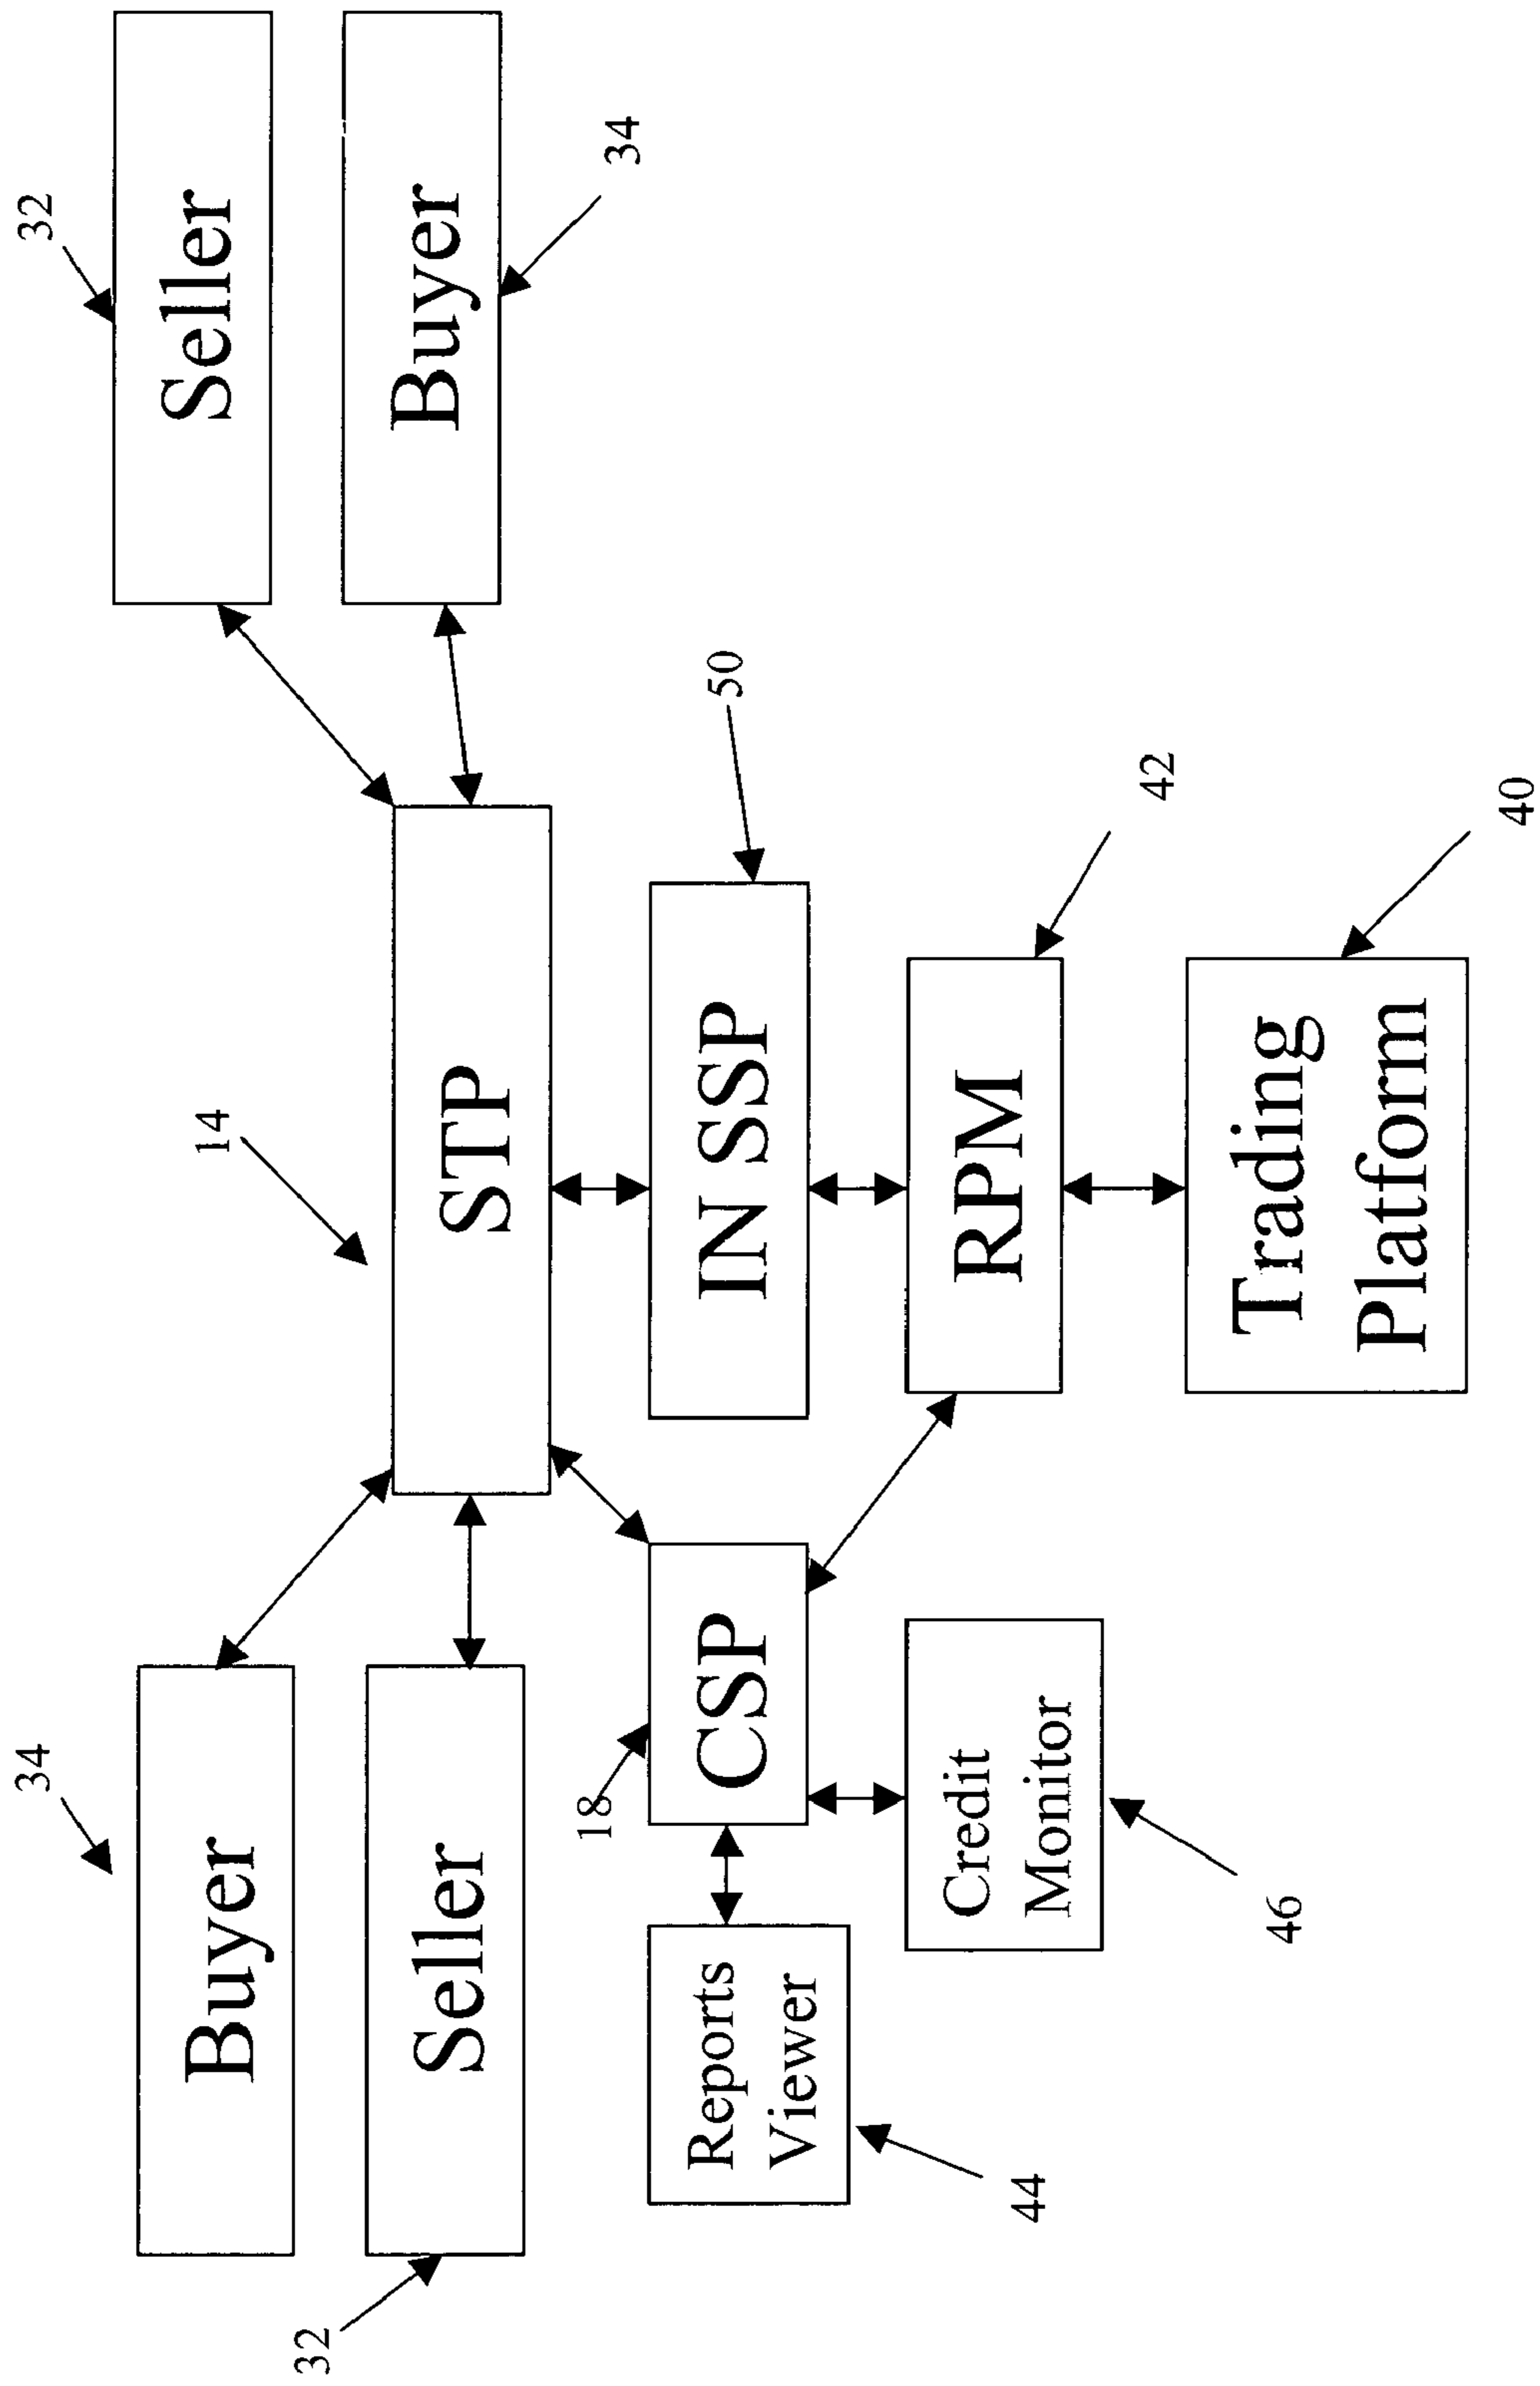 34
Buyer
32
Seller
14
STP
32
Seller
34
Buyer
18
CSP
IN SSP
50
Reports
Viewer
44
Credit
Monitor
46
RPM
42
Trading
Platform
40